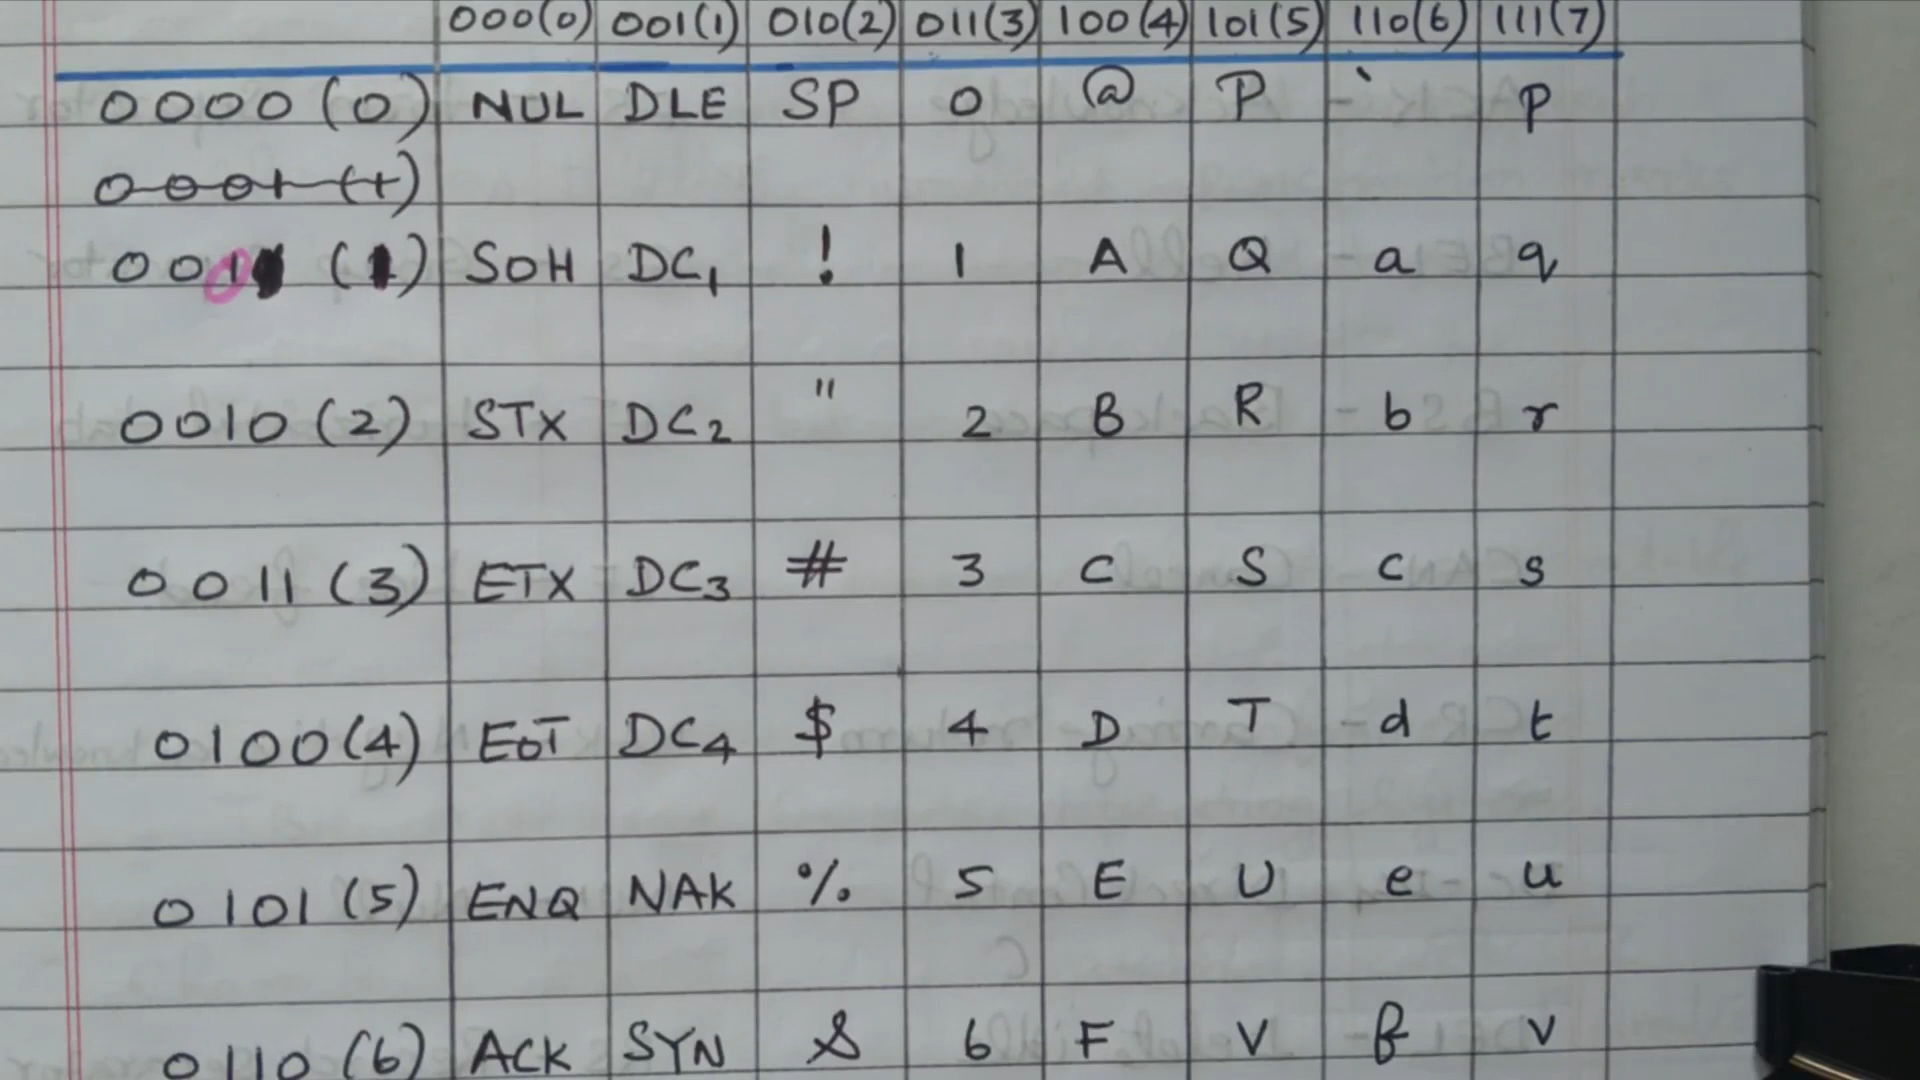 000(0) 001(1) 010(2) 011(3) 100(4) 101(5) 110(6) 111(7)
0000 (0) NUL DLE SP 0 @ P ` p
0001 (1)
0001 (1) SOH DC1 ! 1 A Q a q
0010 (2) STX DC2 " 2 B R b r
0011 (3) ETX DC3 # 3 C S c s
0100 (4) EOT DC4 $ 4 D T d t
0101 (5) ENQ NAK % 5 E U e u
0110 (6) ACK SYN & 6 F V f v